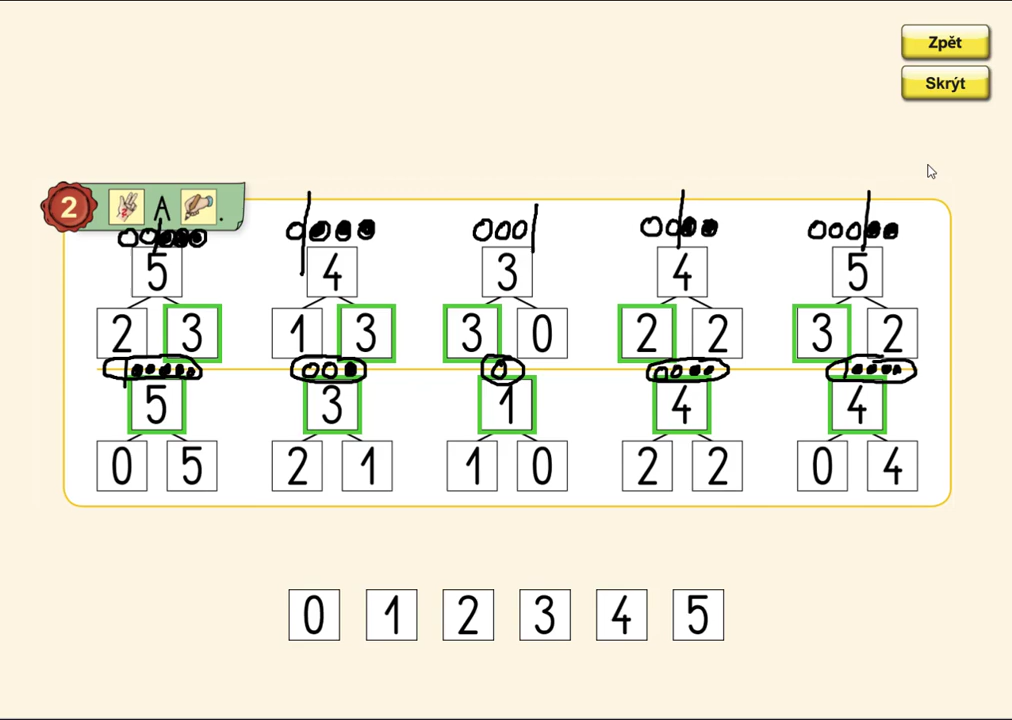 Zpět
Skrýt
2 A .
5 4 3 4 5
2 3 1 3 3 0 2 2 3 2
5 3 1 4 4
0 5 2 1 1 0 2 2 0 4
0 1 2 3 4 5